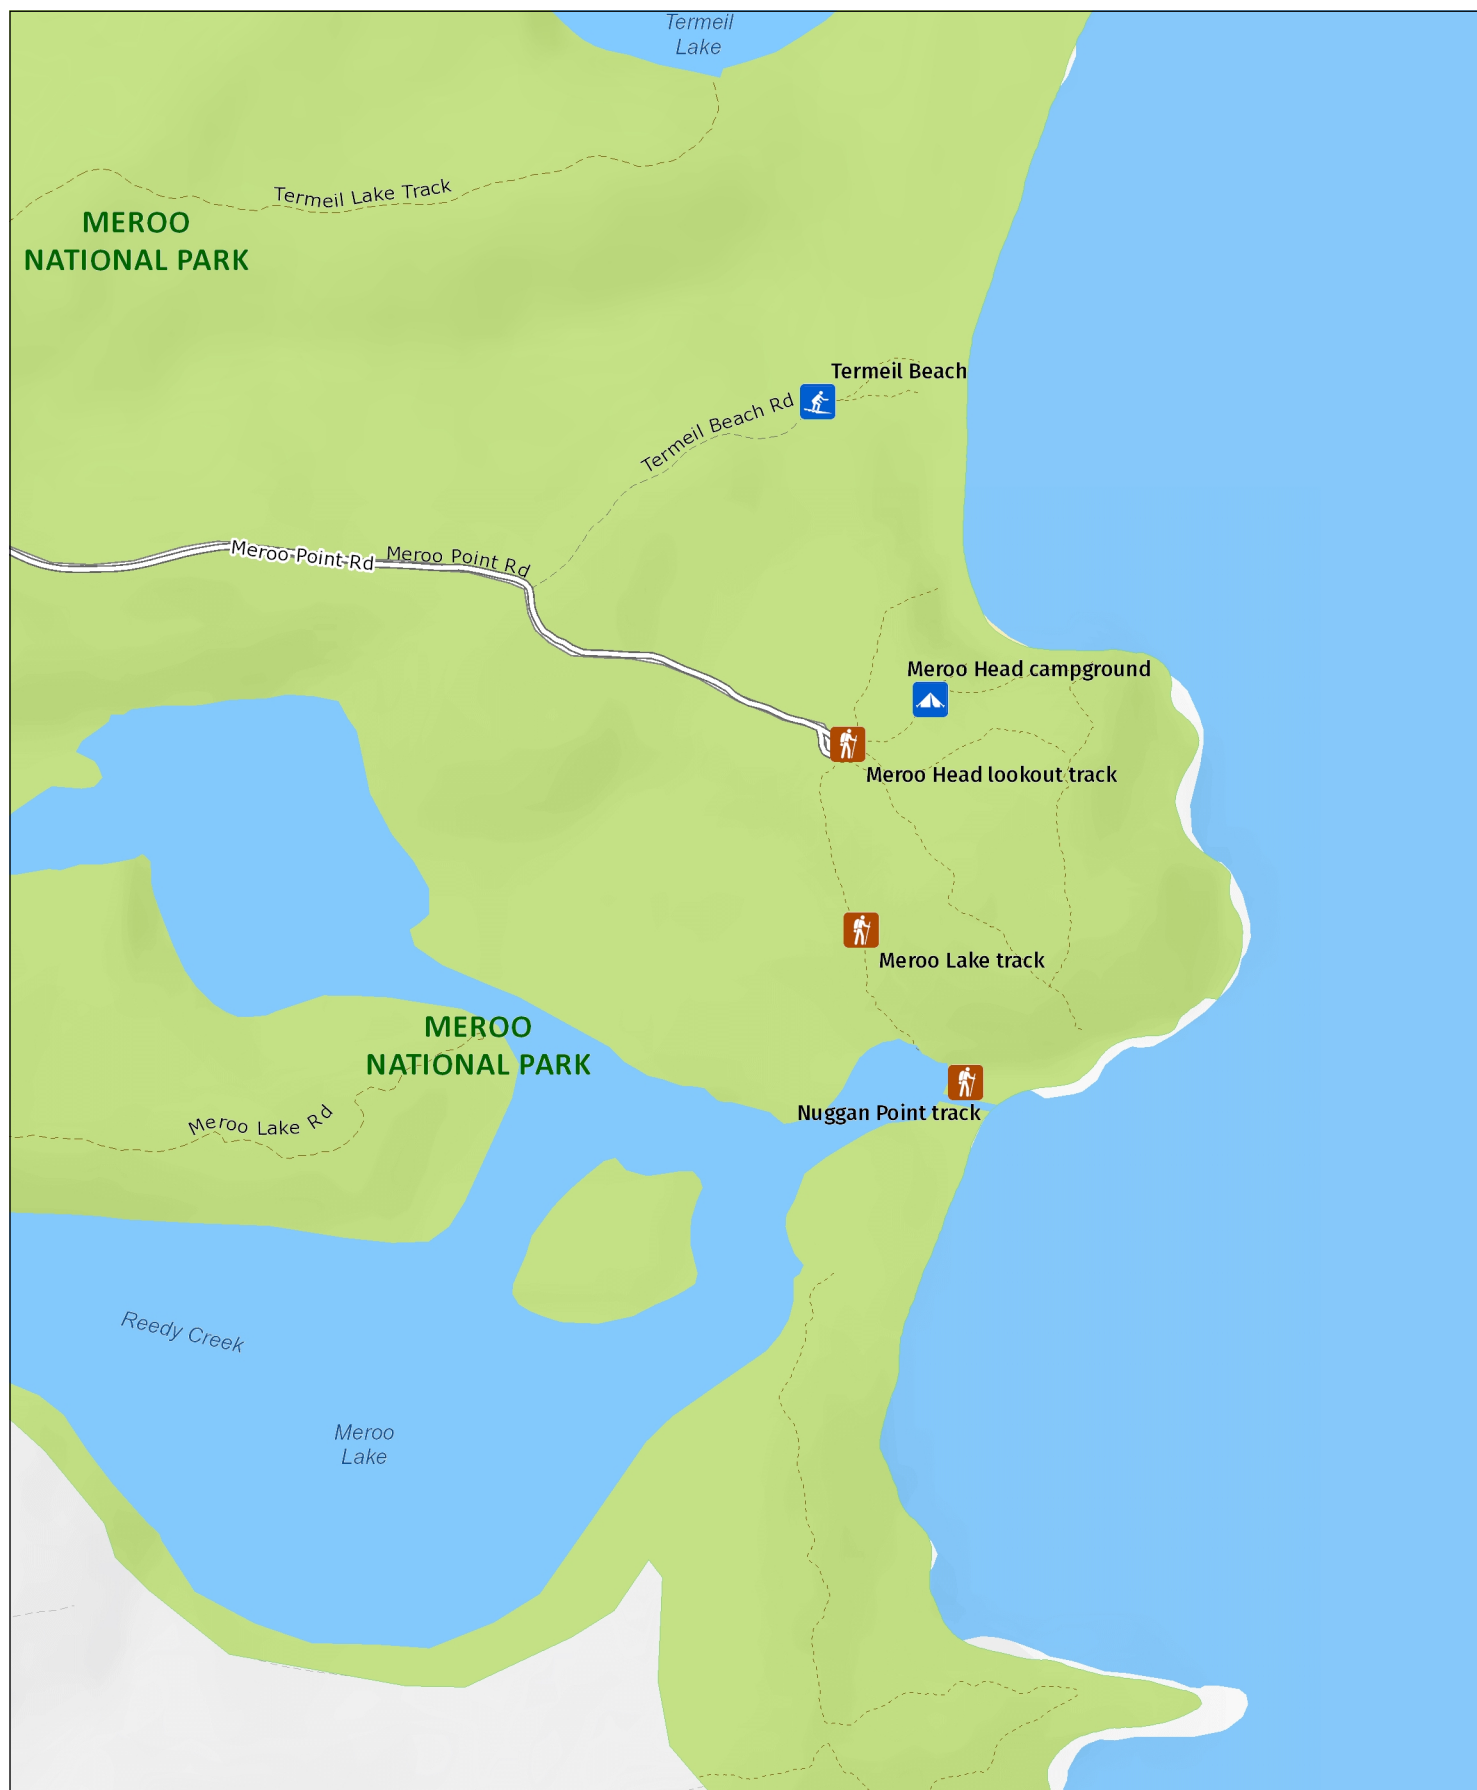 Termeil
Lake
Termeil Lake Track
MEROO
NATIONAL PARK
Termeil Beach
Termeil Beach Rd
Meroo Point Rd
Meroo Point Rd
Meroo Head campground
Meroo Head lookout track
Meroo Lake track
MEROO
NATIONAL PARK
Nuggan Point track
Meroo Lake Rd
Reedy Creek
Meroo
Lake